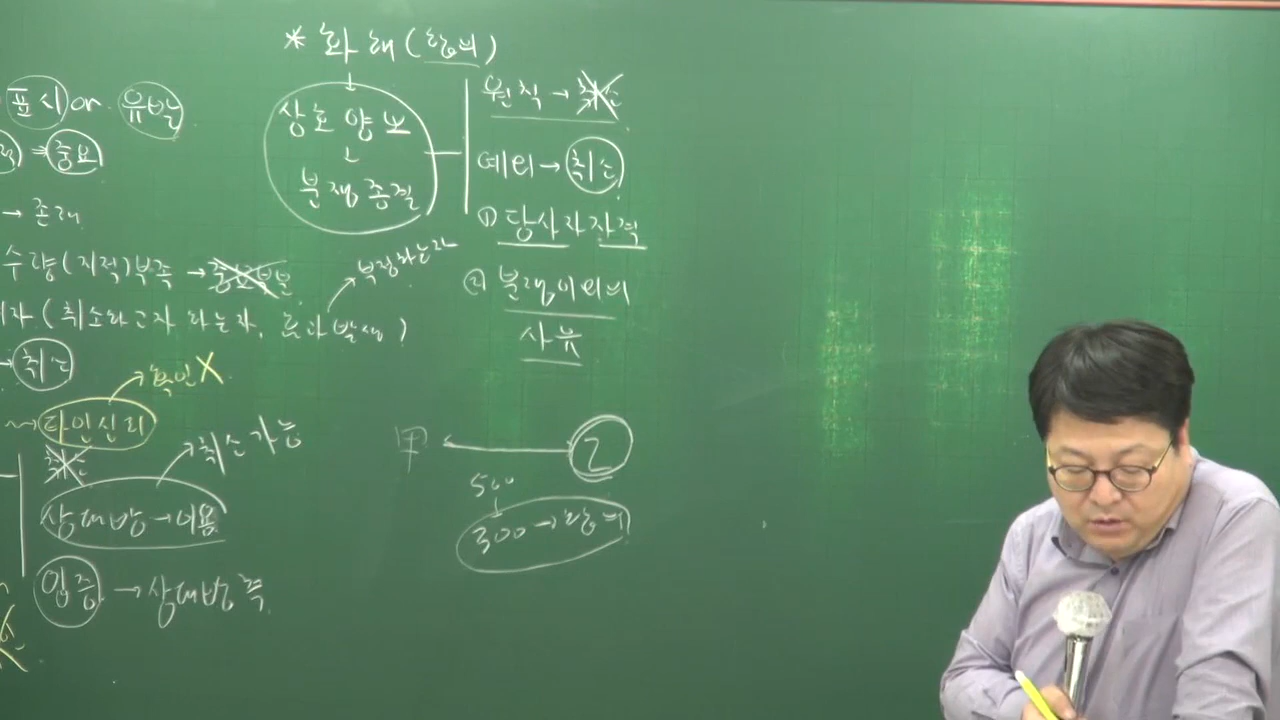 * 화해(합의)
↓
상호양보
분쟁종결
원칙 → 취소
예외 → 취소
① 당사자자격
② 분쟁이외의
사유
표시 or 유발
⇒ 중요
→ 존재
수량(지적)부족 → 중요부분
자(취소하고자 하는자, 효과발생)
부정하는자
→ 취소
확인X
타인신뢰
취소
취소가능
상대방 → 이용
입증 → 상대방측
甲 ← 乙
500
↓
300 → 합의